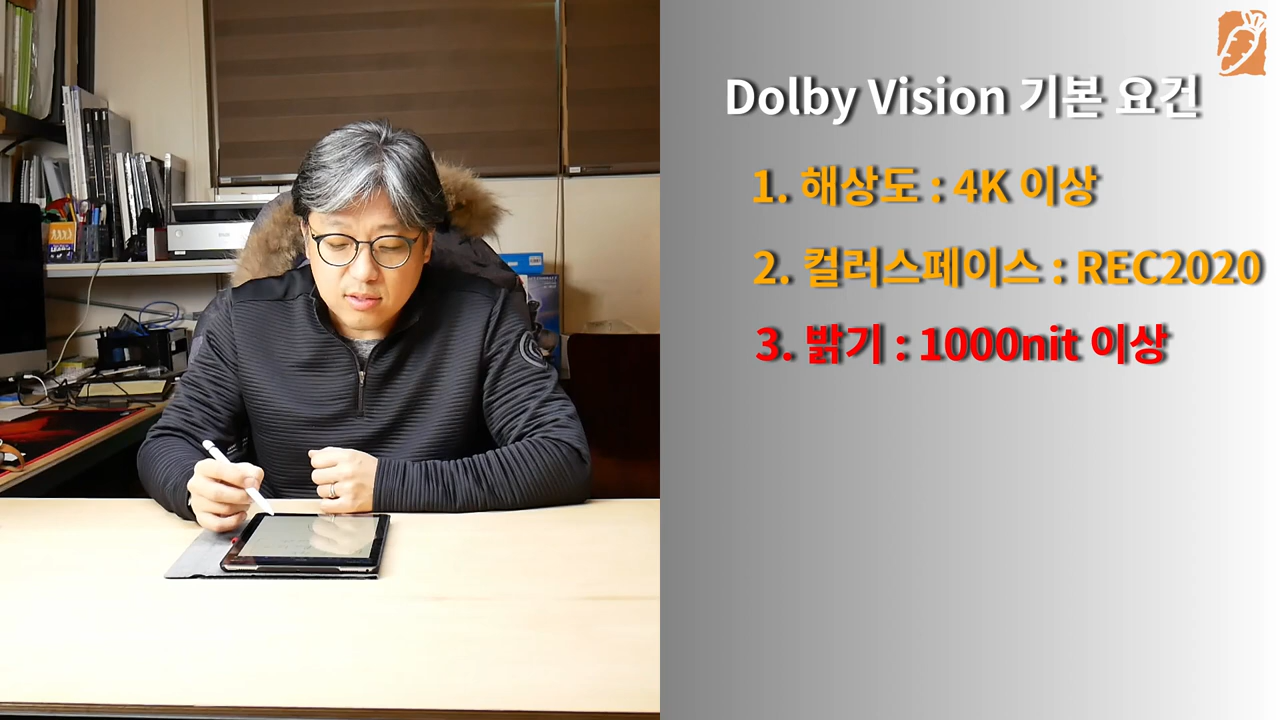 Dolby Vision 기본 요건
1. 해상도 : 4K 이상
2. 컬러스페이스 : REC2020
3. 밝기 : 1000nit 이상